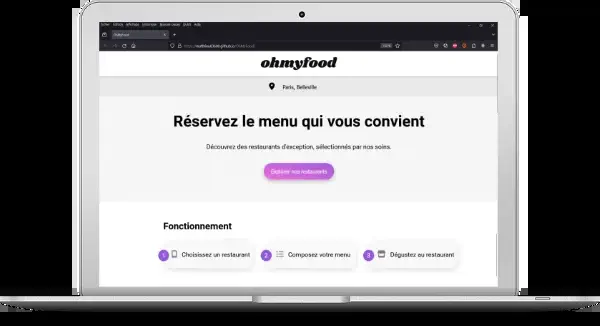 ohmyfood
Paris, Belleville
Réservez le menu qui vous convient
Découvrez des restaurants d'exception, sélectionnés par nos soins.
Explorer nos restaurants
Fonctionnement
1 Choisissez un restaurant
2 Composez votre menu
3 Dégustez au restaurant